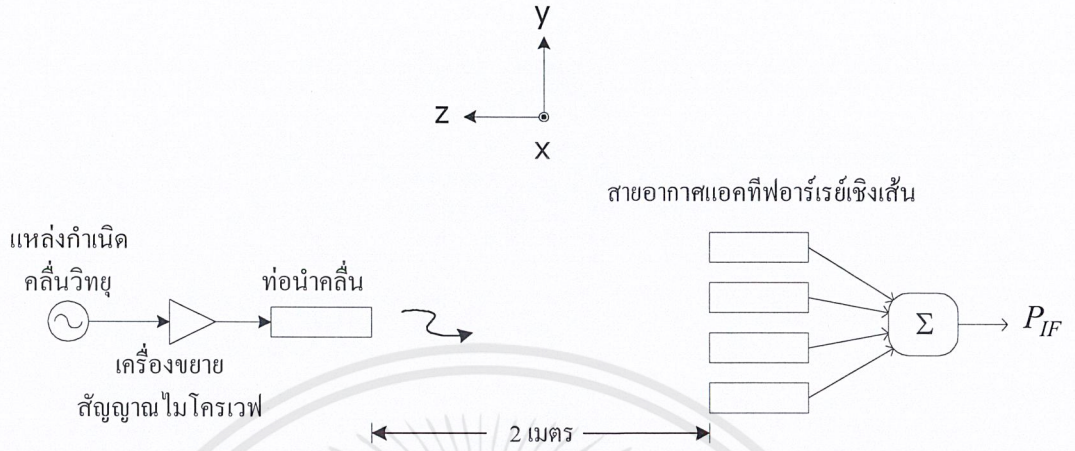 y
z
x
สายอากาศแอคทีฟอาร์เรย์เชิงเส้น
แหล่งกำเนิด
คลื่นวิทยุ
ท่อนำคลื่น
เครื่องขยาย
สัญญาณไมโครเวฟ
Σ
P_IF
2 เมตร